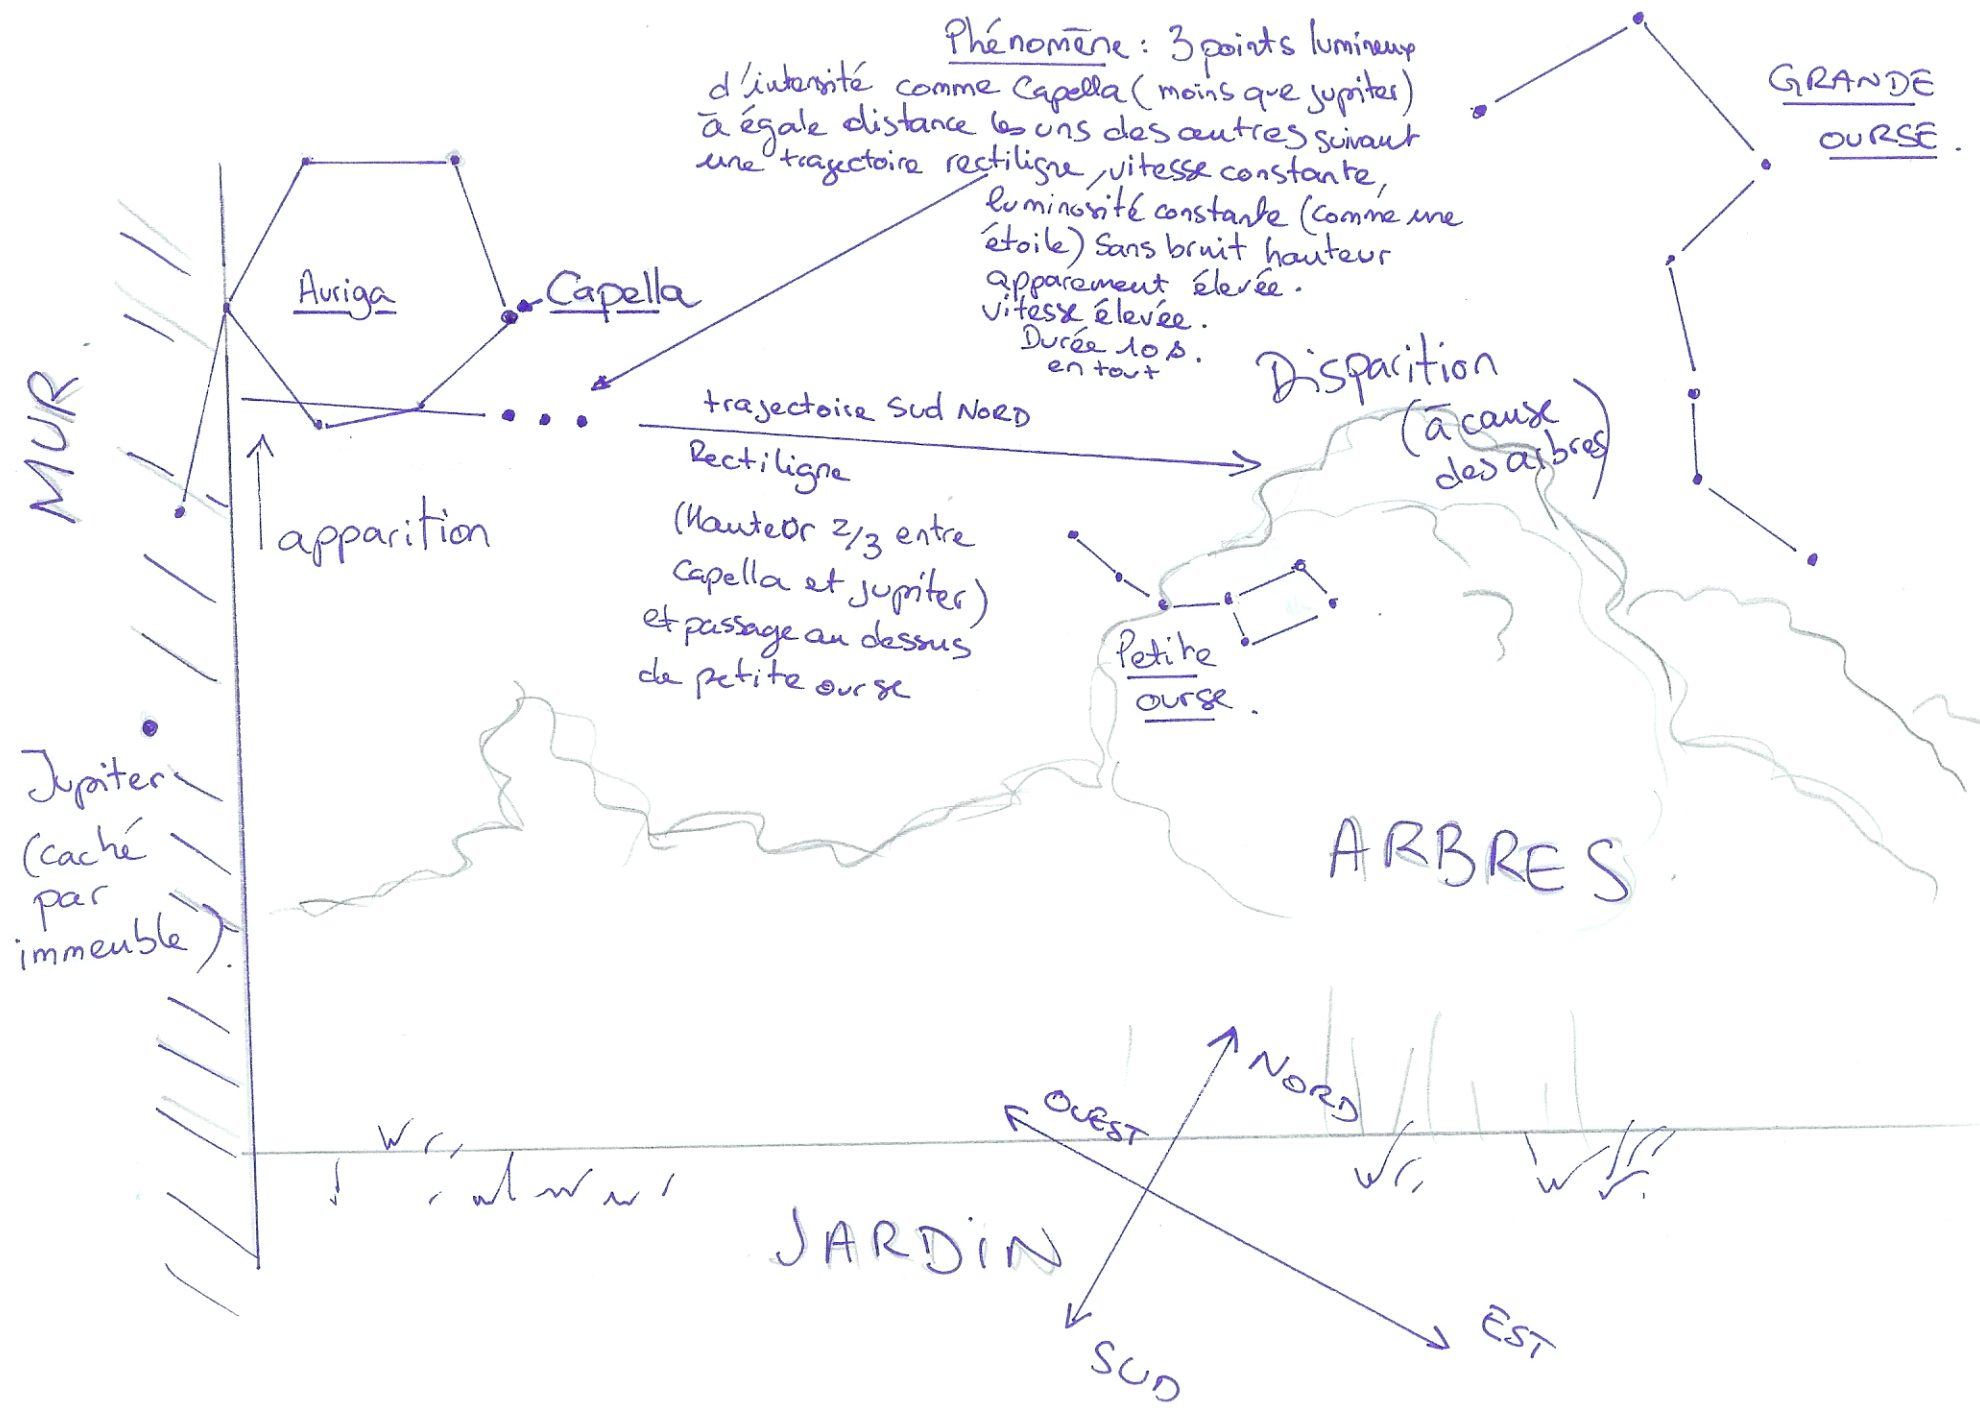 Phénomène : 3 points lumineux
d'intensité comme Capella (moins que jupiter)
à égale distance les uns des autres suivant
une trajectoire rectiligne, vitesse constante,
luminosité constante (comme une
étoile) Sans bruit hauteur
apparement élevée.
vitesse élevée.
Durée 10 s.
en tout
GRANDE
OURSE.
Auriga
Capella
MUR
Disparition
(à cause
des arbres)
trajectoire Sud NORD
Rectiligne
apparition
(Hauteur 2/3 entre
Capella et jupiter)
et passage au dessus
de petite ourse
Petite
ourse.
Jupiter
(caché
par
immeuble).
ARBRES
NORD
OUEST
JARDiN
EST
SUD